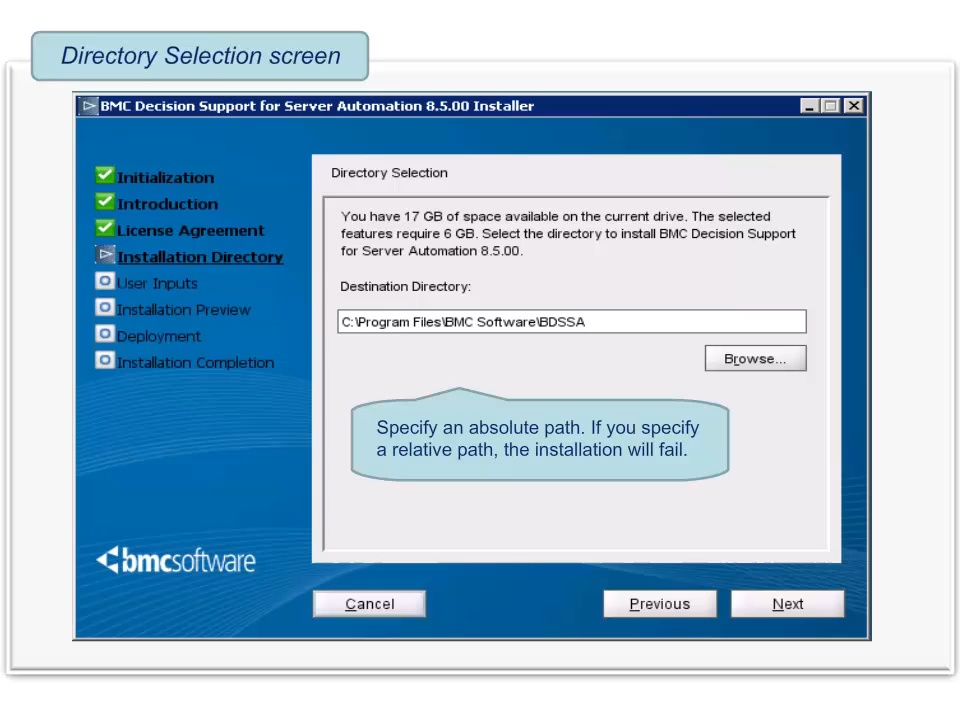 Directory Selection screen
BMC Decision Support for Server Automation 8.5.00 Installer
Initialization
Introduction
License Agreement
Installation Directory
User Inputs
Installation Preview
Deployment
Installation Completion
Directory Selection
You have 17 GB of space available on the current drive. The selected
features require 6 GB. Select the directory to install BMC Decision Support
for Server Automation 8.5.00.
Destination Directory:
C:\Program Files\BMC Software\BDSSA
Browse...
Specify an absolute path. If you specify
a relative path, the installation will fail.
bmcsoftware
Cancel
Previous
Next